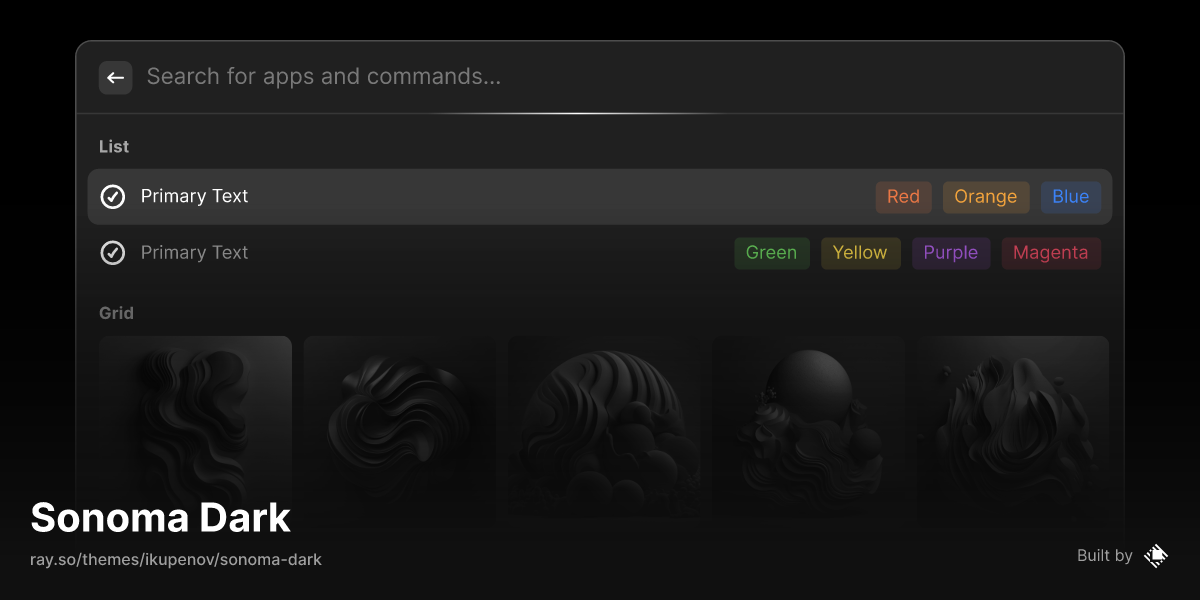 Search for apps and commands...
List
Primary Text Red Orange Blue
Primary Text Green Yellow Purple Magenta
Grid
Sonoma Dark
ray.so/themes/ikupenov/sonoma-dark
Built by